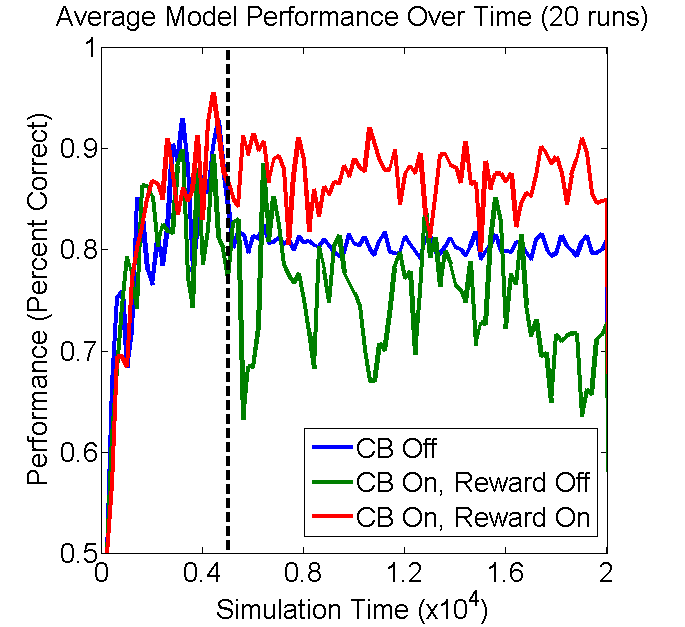 Average Model Performance Over Time (20 runs)
Performance (Percent Correct)
1
0.9
0.8
0.7
0.6
0.5
0
0.4
0.8
1.2
1.6
2
CB Off
CB On, Reward Off
CB On, Reward On
Simulation Time (x10⁴)